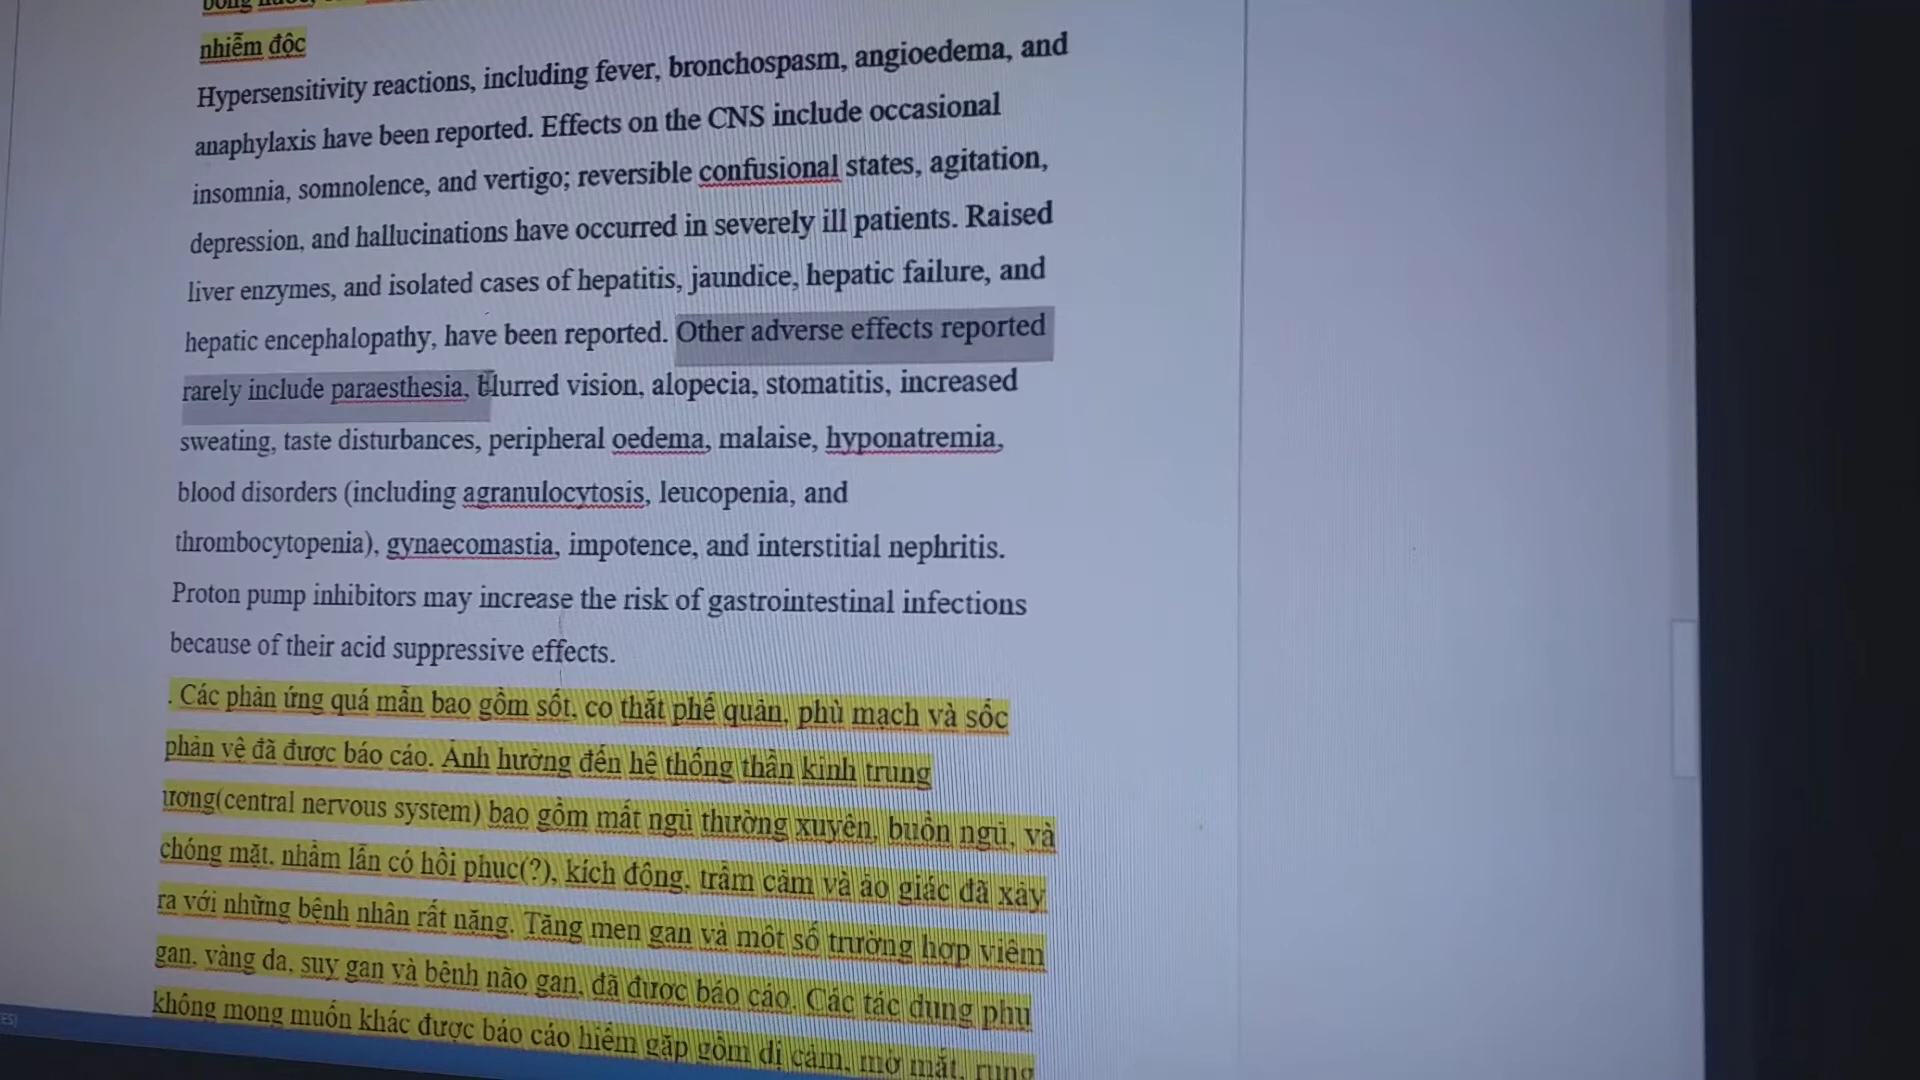 nhiễm độc
Hypersensitivity reactions, including fever, bronchospasm, angioedema, and
anaphylaxis have been reported. Effects on the CNS include occasional
insomnia, somnolence, and vertigo; reversible confusional states, agitation,
depression, and hallucinations have occurred in severely ill patients. Raised
liver enzymes, and isolated cases of hepatitis, jaundice, hepatic failure, and
hepatic encephalopathy, have been reported. Other adverse effects reported
rarely include paraesthesia, blurred vision, alopecia, stomatitis, increased
sweating, taste disturbances, peripheral oedema, malaise, hyponatremia,
blood disorders (including agranulocytosis, leucopenia, and
thrombocytopenia), gynaecomastia, impotence, and interstitial nephritis.
Proton pump inhibitors may increase the risk of gastrointestinal infections
because of their acid suppressive effects.
. Các phản ứng quá mẫn bao gồm sốt, co thắt phế quản, phù mạch và sốc
phản vệ đã được báo cáo. Ảnh hưởng đến hệ thống thần kinh trung
ương(central nervous system) bao gồm mất ngủ thường xuyên, buồn ngủ, và
chóng mặt, nhầm lẫn có hồi phục(?), kích động, trầm cảm và ảo giác đã xảy
ra với những bệnh nhân rất nặng. Tăng men gan và một số trường hợp viêm
gan, vàng da, suy gan và bệnh não gan, đã được báo cáo. Các tác dụng phụ
không mong muốn khác được báo cáo hiếm gặp gồm dị cảm, mờ mắt, rụng